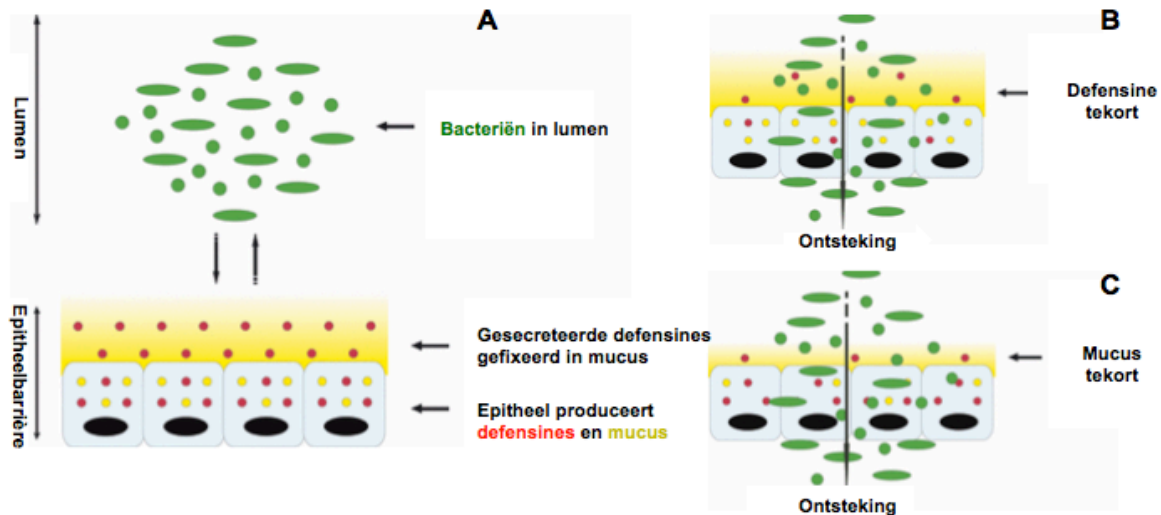 A
Lumen
Bacteriën in lumen
Epitheelbarrière
Gesecreteerde defensines
gefixeerd in mucus
Epitheel produceert
defensines en mucus
B
Defensine
tekort
Ontsteking
C
Mucus
tekort
Ontsteking